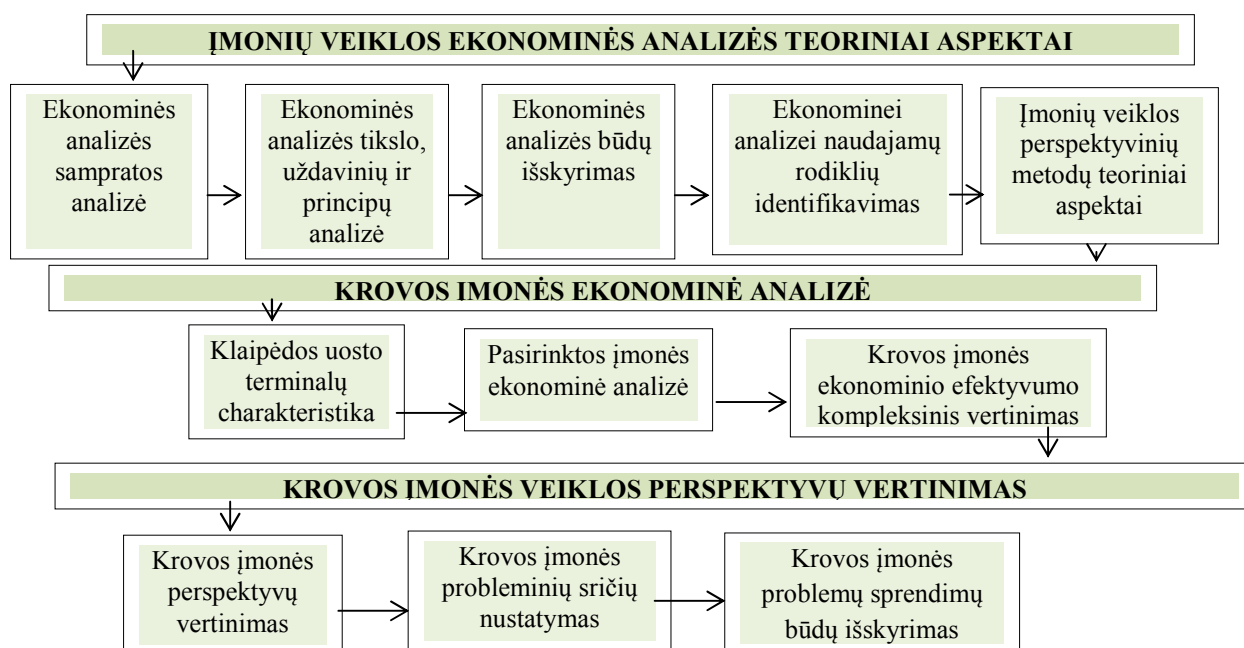 ĮMONIŲ VEIKLOS EKONOMINĖS ANALIZĖS TEORINIAI ASPEKTAI
Ekonominės
analizės
sampratos
analizė
Ekonominės
analizės tikslo,
uždavinių ir
principų
analizė
Ekonominės
analizės būdų
išskyrimas
Ekonominei
analizei naudojamų
rodiklių
identifikavimas
Įmonių veiklos
perspektyvinių
metodų teoriniai
aspektai
KROVOS ĮMONĖS EKONOMINĖ ANALIZĖ
Klaipėdos uosto
terminalų
charakteristika
Pasirinktos įmonės
ekonominė analizė
Krovos įmonės
ekonominio efektyvumo
kompleksinis vertinimas
KROVOS ĮMONĖS VEIKLOS PERSPEKTYVŲ VERTINIMAS
Krovos įmonės
perspektyvų
vertinimas
Krovos įmonės
probleminių sričių
nustatymas
Krovos įmonės
problemų sprendimų
būdų išskyrimas